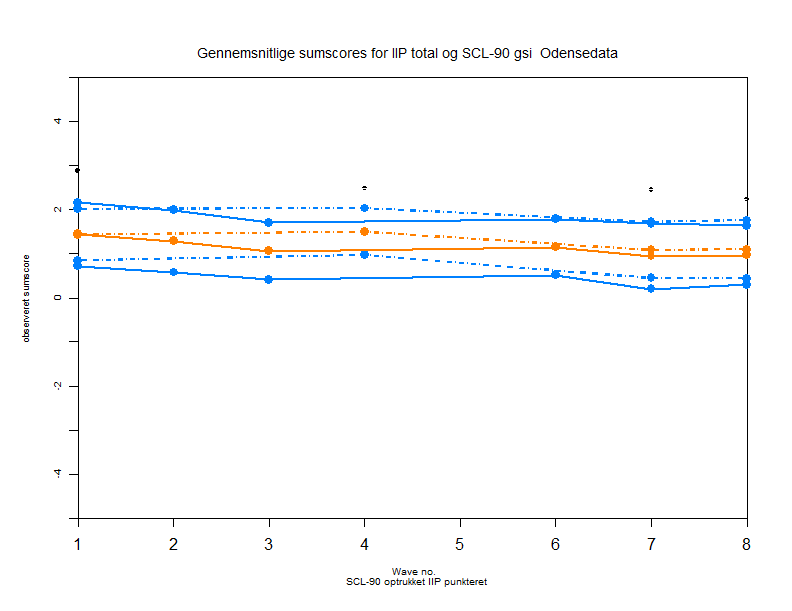 Gennemsnitlige sumscores for IIP total og SCL-90 gsi Odensedata
4
2
0
-2
-4
observeret sumscore
1 2 3 4 5 6 7 8
Wave no.
SCL-90 optrukket IIP punkteret